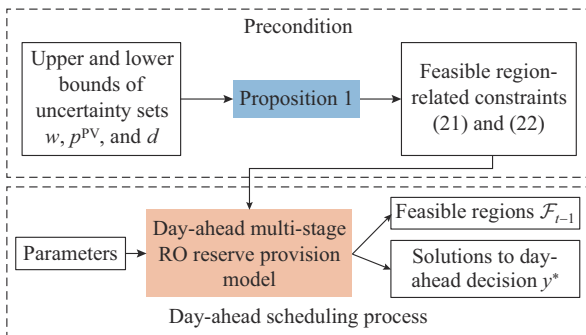 Precondition
Upper and lower
bounds of
uncertainty sets
w, p^PV, and d
Proposition 1
Feasible region-
related constraints
(21) and (22)
Parameters
Day-ahead multi-stage
RO reserve provision
model
Feasible regions ℱ_{t−1}
Solutions to day-
ahead decision y*
Day-ahead scheduling process